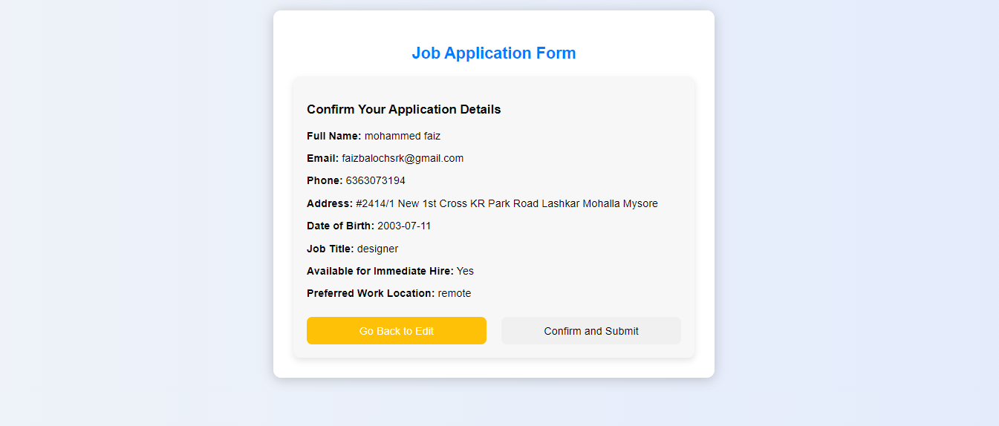 Job Application Form
Confirm Your Application Details
Full Name: mohammed faiz
Email: faizbalochsrk@gmail.com
Phone: 6363073194
Address: #2414/1 New 1st Cross KR Park Road Lashkar Mohalla Mysore
Date of Birth: 2003-07-11
Job Title: designer
Available for Immediate Hire: Yes
Preferred Work Location: remote
Go Back to Edit
Confirm and Submit